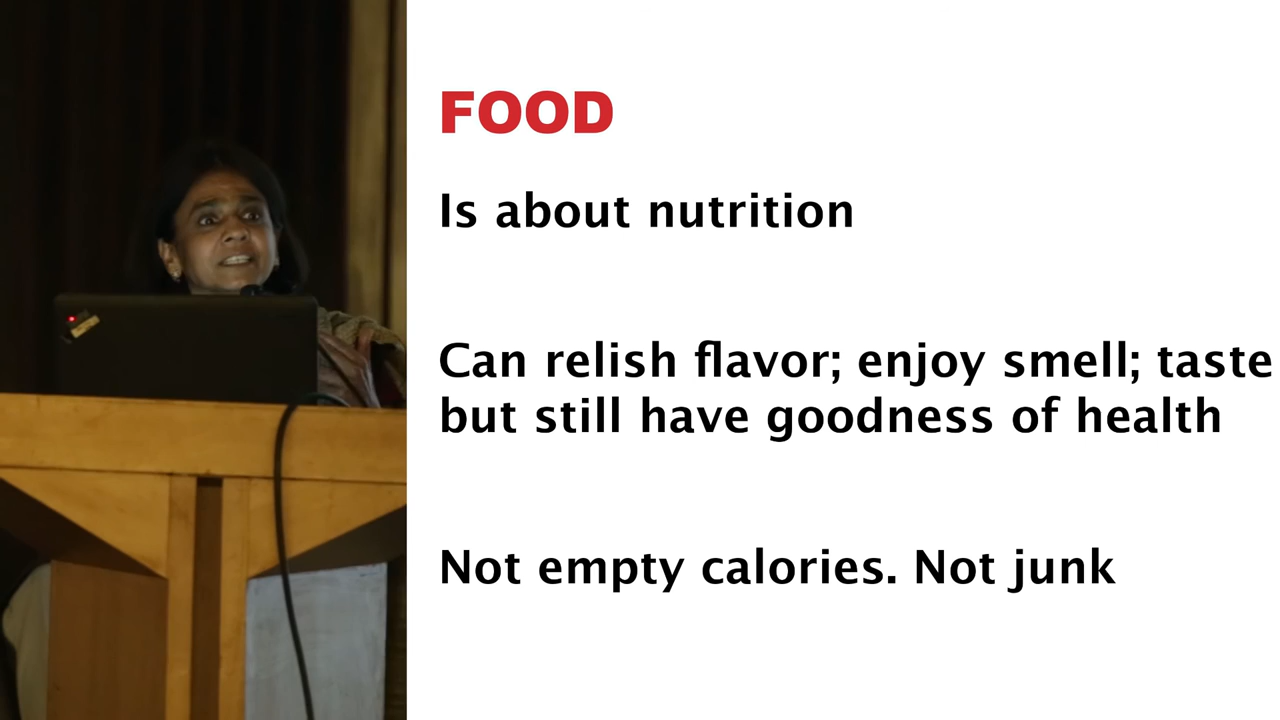 FOOD
Is about nutrition
Can relish flavor; enjoy smell; taste
but still have goodness of health
Not empty calories. Not junk